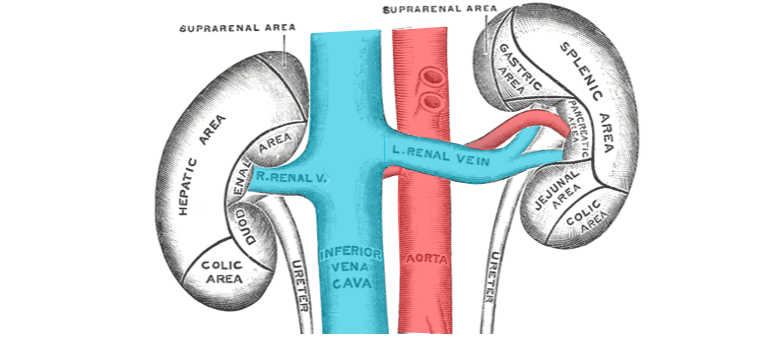 SUPRARENAL AREA
HEPATIC AREA
AREA
DUODENAL
R.RENAL V.
COLIC
AREA
URETER
INFERIOR
VENA
CAVA
SUPRARENAL AREA
GASTRIC
AREA
SPLENIC AREA
PANCREATIC
AREA
L.RENAL VEIN
JEJUNAL
AREA
COLIC
AREA
AORTA
URETER